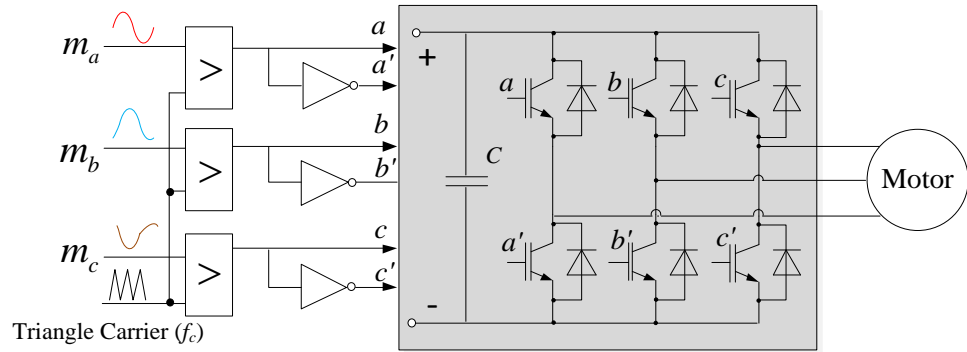 m_a
>
a
a′
+
m_b
>
b
b′
m_c
>
c
c′
-
Triangle Carrier (f_c)
C
a
b
c
a′
b′
c′
Motor